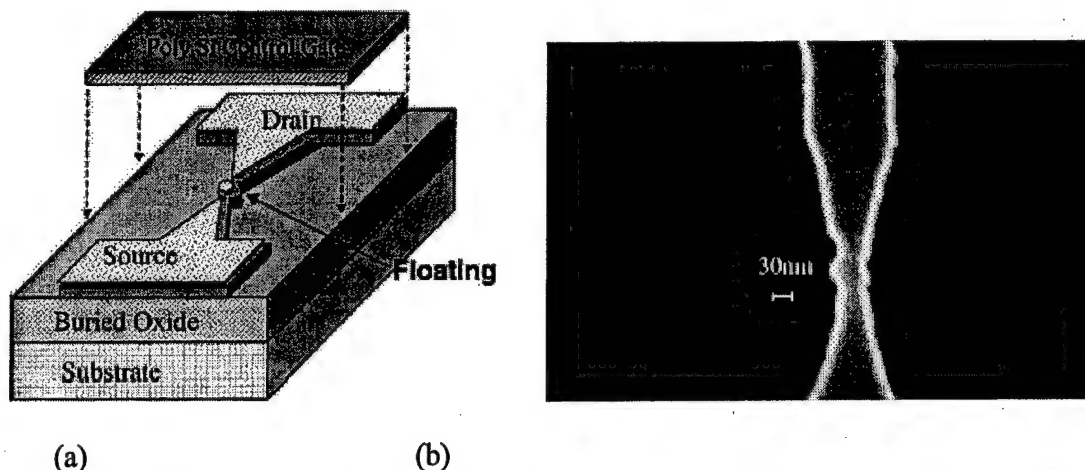 Poly-Si Control Gate
Drain
Source
Floating
Buried Oxide
Substrate
30nm
(a)
(b)